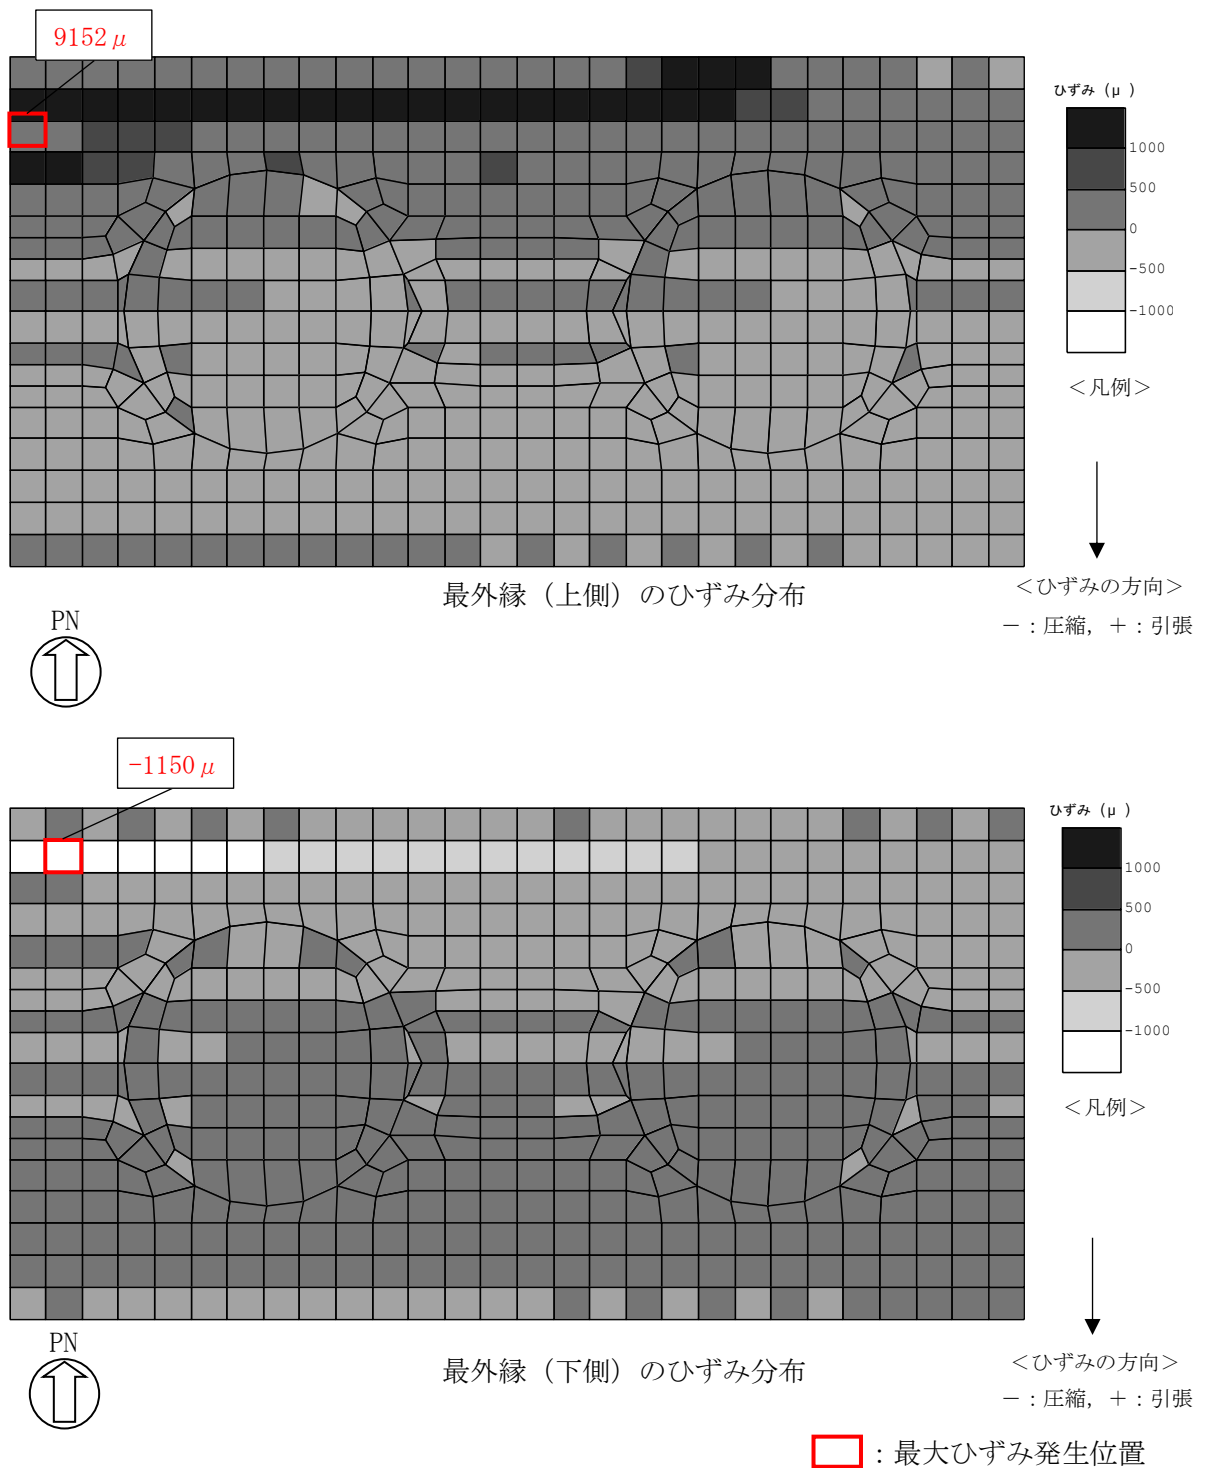 9152μ
ひずみ (μ )
1000
500
0
-500
-1000
＜凡例＞
最外縁（上側）のひずみ分布
＜ひずみの方向＞
－：圧縮，＋：引張
PN
-1150μ
ひずみ (μ )
1000
500
0
-500
-1000
＜凡例＞
PN
最外縁（下側）のひずみ分布
＜ひずみの方向＞
－：圧縮，＋：引張
：最大ひずみ発生位置